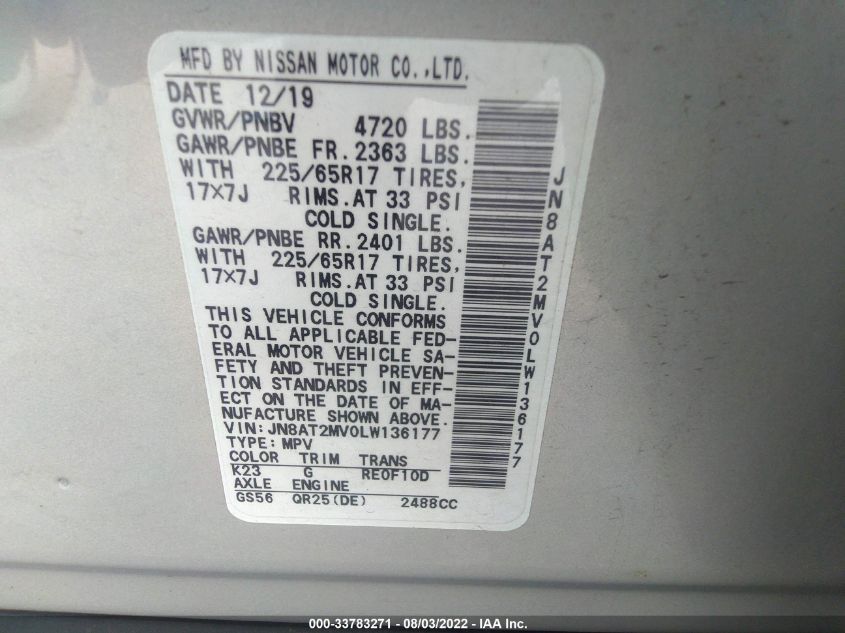 MFD BY NISSAN MOTOR CO.,LTD.
DATE 12/19
GVWR/PNBV 4720 LBS.
GAWR/PNBE FR. 2363 LBS.
WITH 225/65R17 TIRES,
17×7J RIMS.AT 33 PSI
COLD SINGLE.
GAWR/PNBE RR. 2401 LBS.
WITH 225/65R17 TIRES,
17×7J RIMS.AT 33 PSI
COLD SINGLE.
THIS VEHICLE CONFORMS
TO ALL APPLICABLE FED-
ERAL MOTOR VEHICLE SA-
FETY AND THEFT PREVEN-
TION STANDARDS IN EFF-
ECT ON THE DATE OF MA-
NUFACTURE SHOWN ABOVE.
VIN: JN8AT2MV0LW136177
TYPE: MPV
COLOR TRIM TRANS
K23 G RE0F10D
AXLE ENGINE
GS56 QR25(DE) 2488CC
JN8AT2MV0LW136177
000-33783271 - 08/03/2022 - IAA Inc.